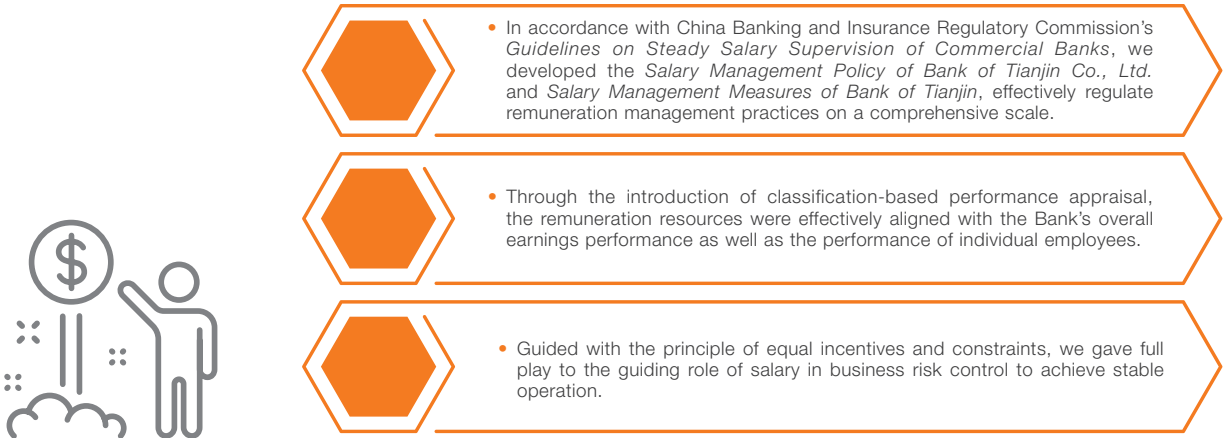 • In accordance with China Banking and Insurance Regulatory Commission's
Guidelines on Steady Salary Supervision of Commercial Banks, we
developed the Salary Management Policy of Bank of Tianjin Co., Ltd.
and Salary Management Measures of Bank of Tianjin, effectively regulate
remuneration management practices on a comprehensive scale.
• Through the introduction of classification-based performance appraisal,
the remuneration resources were effectively aligned with the Bank's overall
earnings performance as well as the performance of individual employees.
• Guided with the principle of equal incentives and constraints, we gave full
play to the guiding role of salary in business risk control to achieve stable
operation.
$